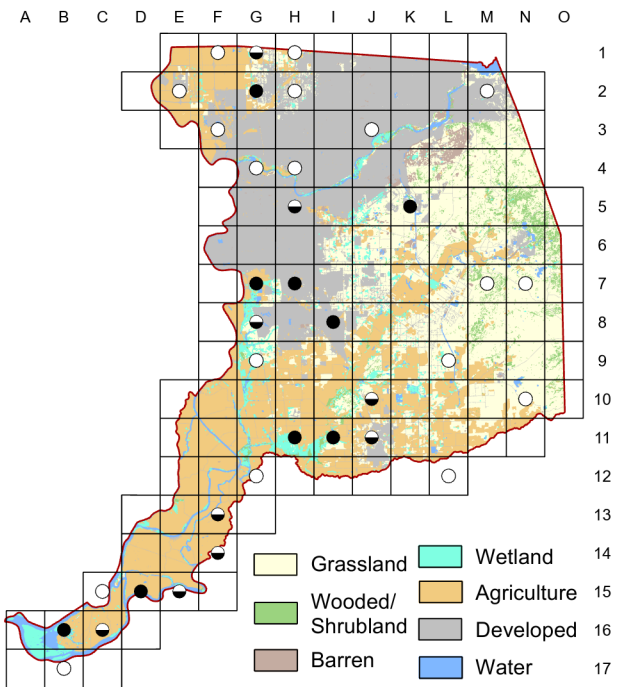 A B C D E F G H I J K L M N O
1
2
3
4
5
6
7
8
9
10
11
12
13
14
15
16
17
Grassland
Wooded/
Shrubland
Barren
Wetland
Agriculture
Developed
Water